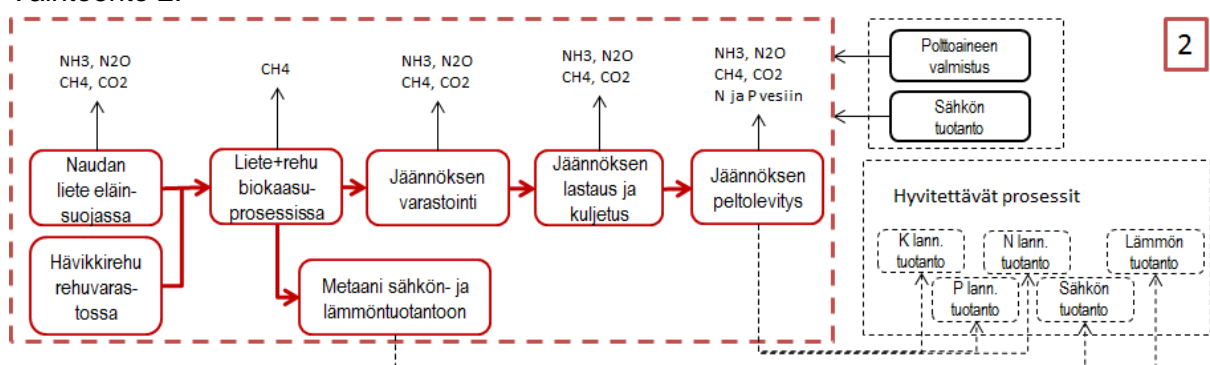 NH3, N2O
CH4, CO2
CH4
NH3, N2O
CH4, CO2
NH3, N2O
CH4, CO2
NH3, N2O
CH4, CO2
N ja P vesiin
Polttoaineen
valmistus
2
Sähkön
tuotanto
Naudan
liete eläin-
suojassa
Liete+rehu
biokaasu-
prosessissa
Jäännöksen
varastointi
Jäännöksen
lastaus ja
kuljetus
Jäännöksen
peltolevitys
Hävikkirehu
rehuvaras-
tossa
Metaani sähkön- ja
lämmöntuotantoon
Hyvitettävät prosessit
K lann.
tuotanto
N lann.
tuotanto
Lämmön
tuotanto
P lann.
tuotanto
Sähkön
tuotanto